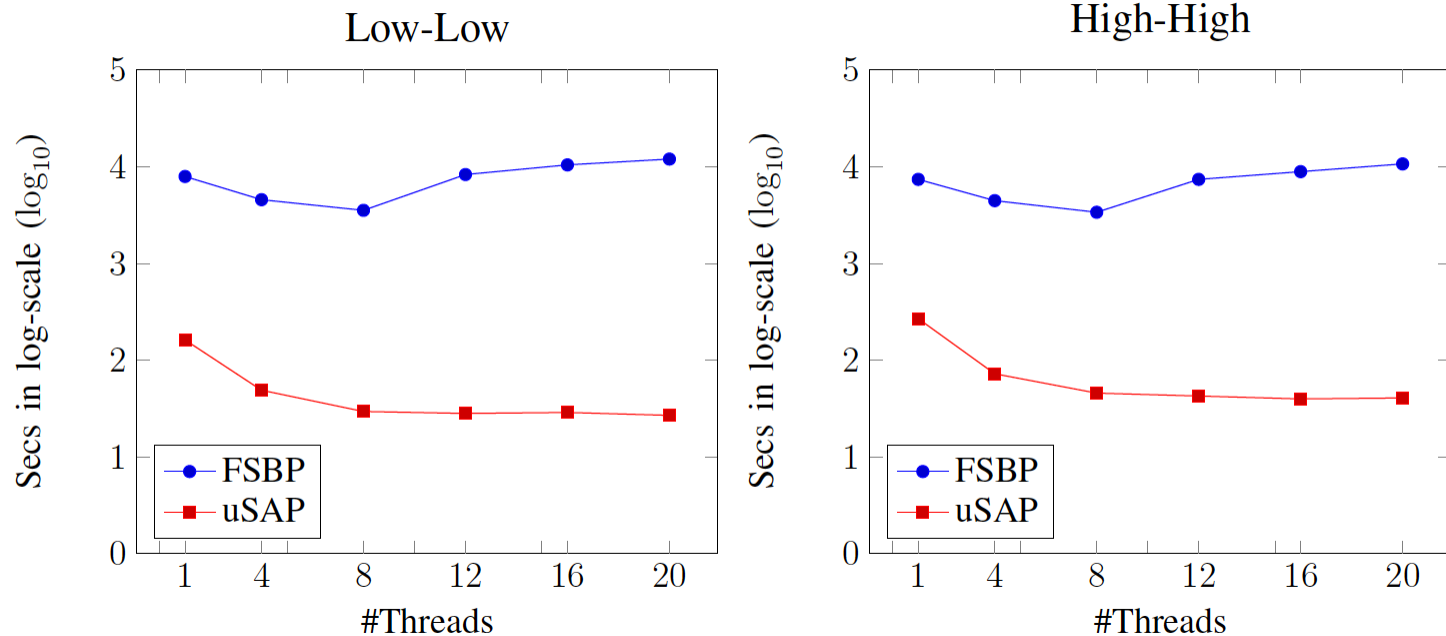 Low-Low
Secs in log-scale (log10)
5
4
3
2
1
0
FSBP
uSAP
1 4 8 12 16 20
#Threads
High-High
Secs in log-scale (log10)
5
4
3
2
1
0
FSBP
uSAP
1 4 8 12 16 20
#Threads